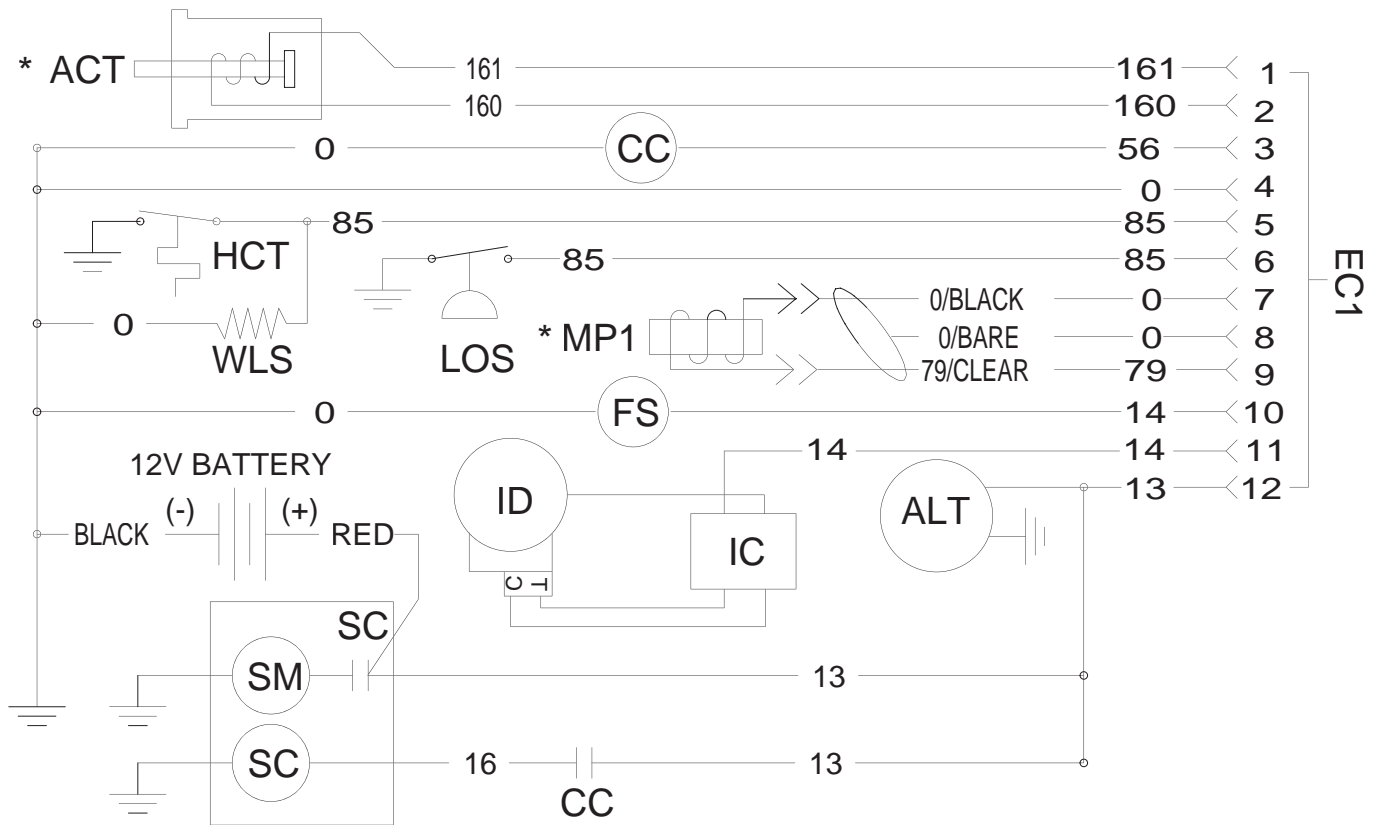 * ACT 161 161 1
160 160 2
0 CC 56 3
0 4
85 85 5
HCT
85 85 6
EC1
0/BLACK 0 7
0 * MP1 0/BARE 0 8
WLS LOS
79/CLEAR 79 9
0 FS 14 10
14 14 11
12V BATTERY
13 12
(-) (+) ID ALT
BLACK RED IC
C T
SC
SM 13
SC 16 13
CC